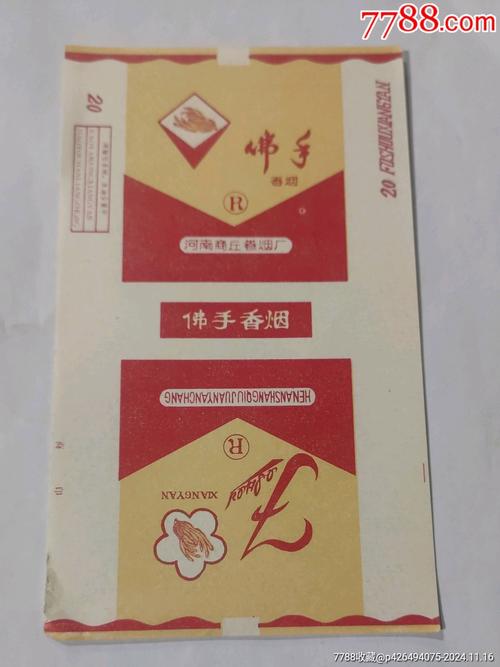 7788.com
20
20 FOSHOUXIANGYAN
佛手
香烟
R
河南商丘卷烟厂
佛手香烟
HENANSHANGQIUJUANYANCHANG
R
Foshou
XIANGYAN
7788收藏@p426494075-2024.11.16